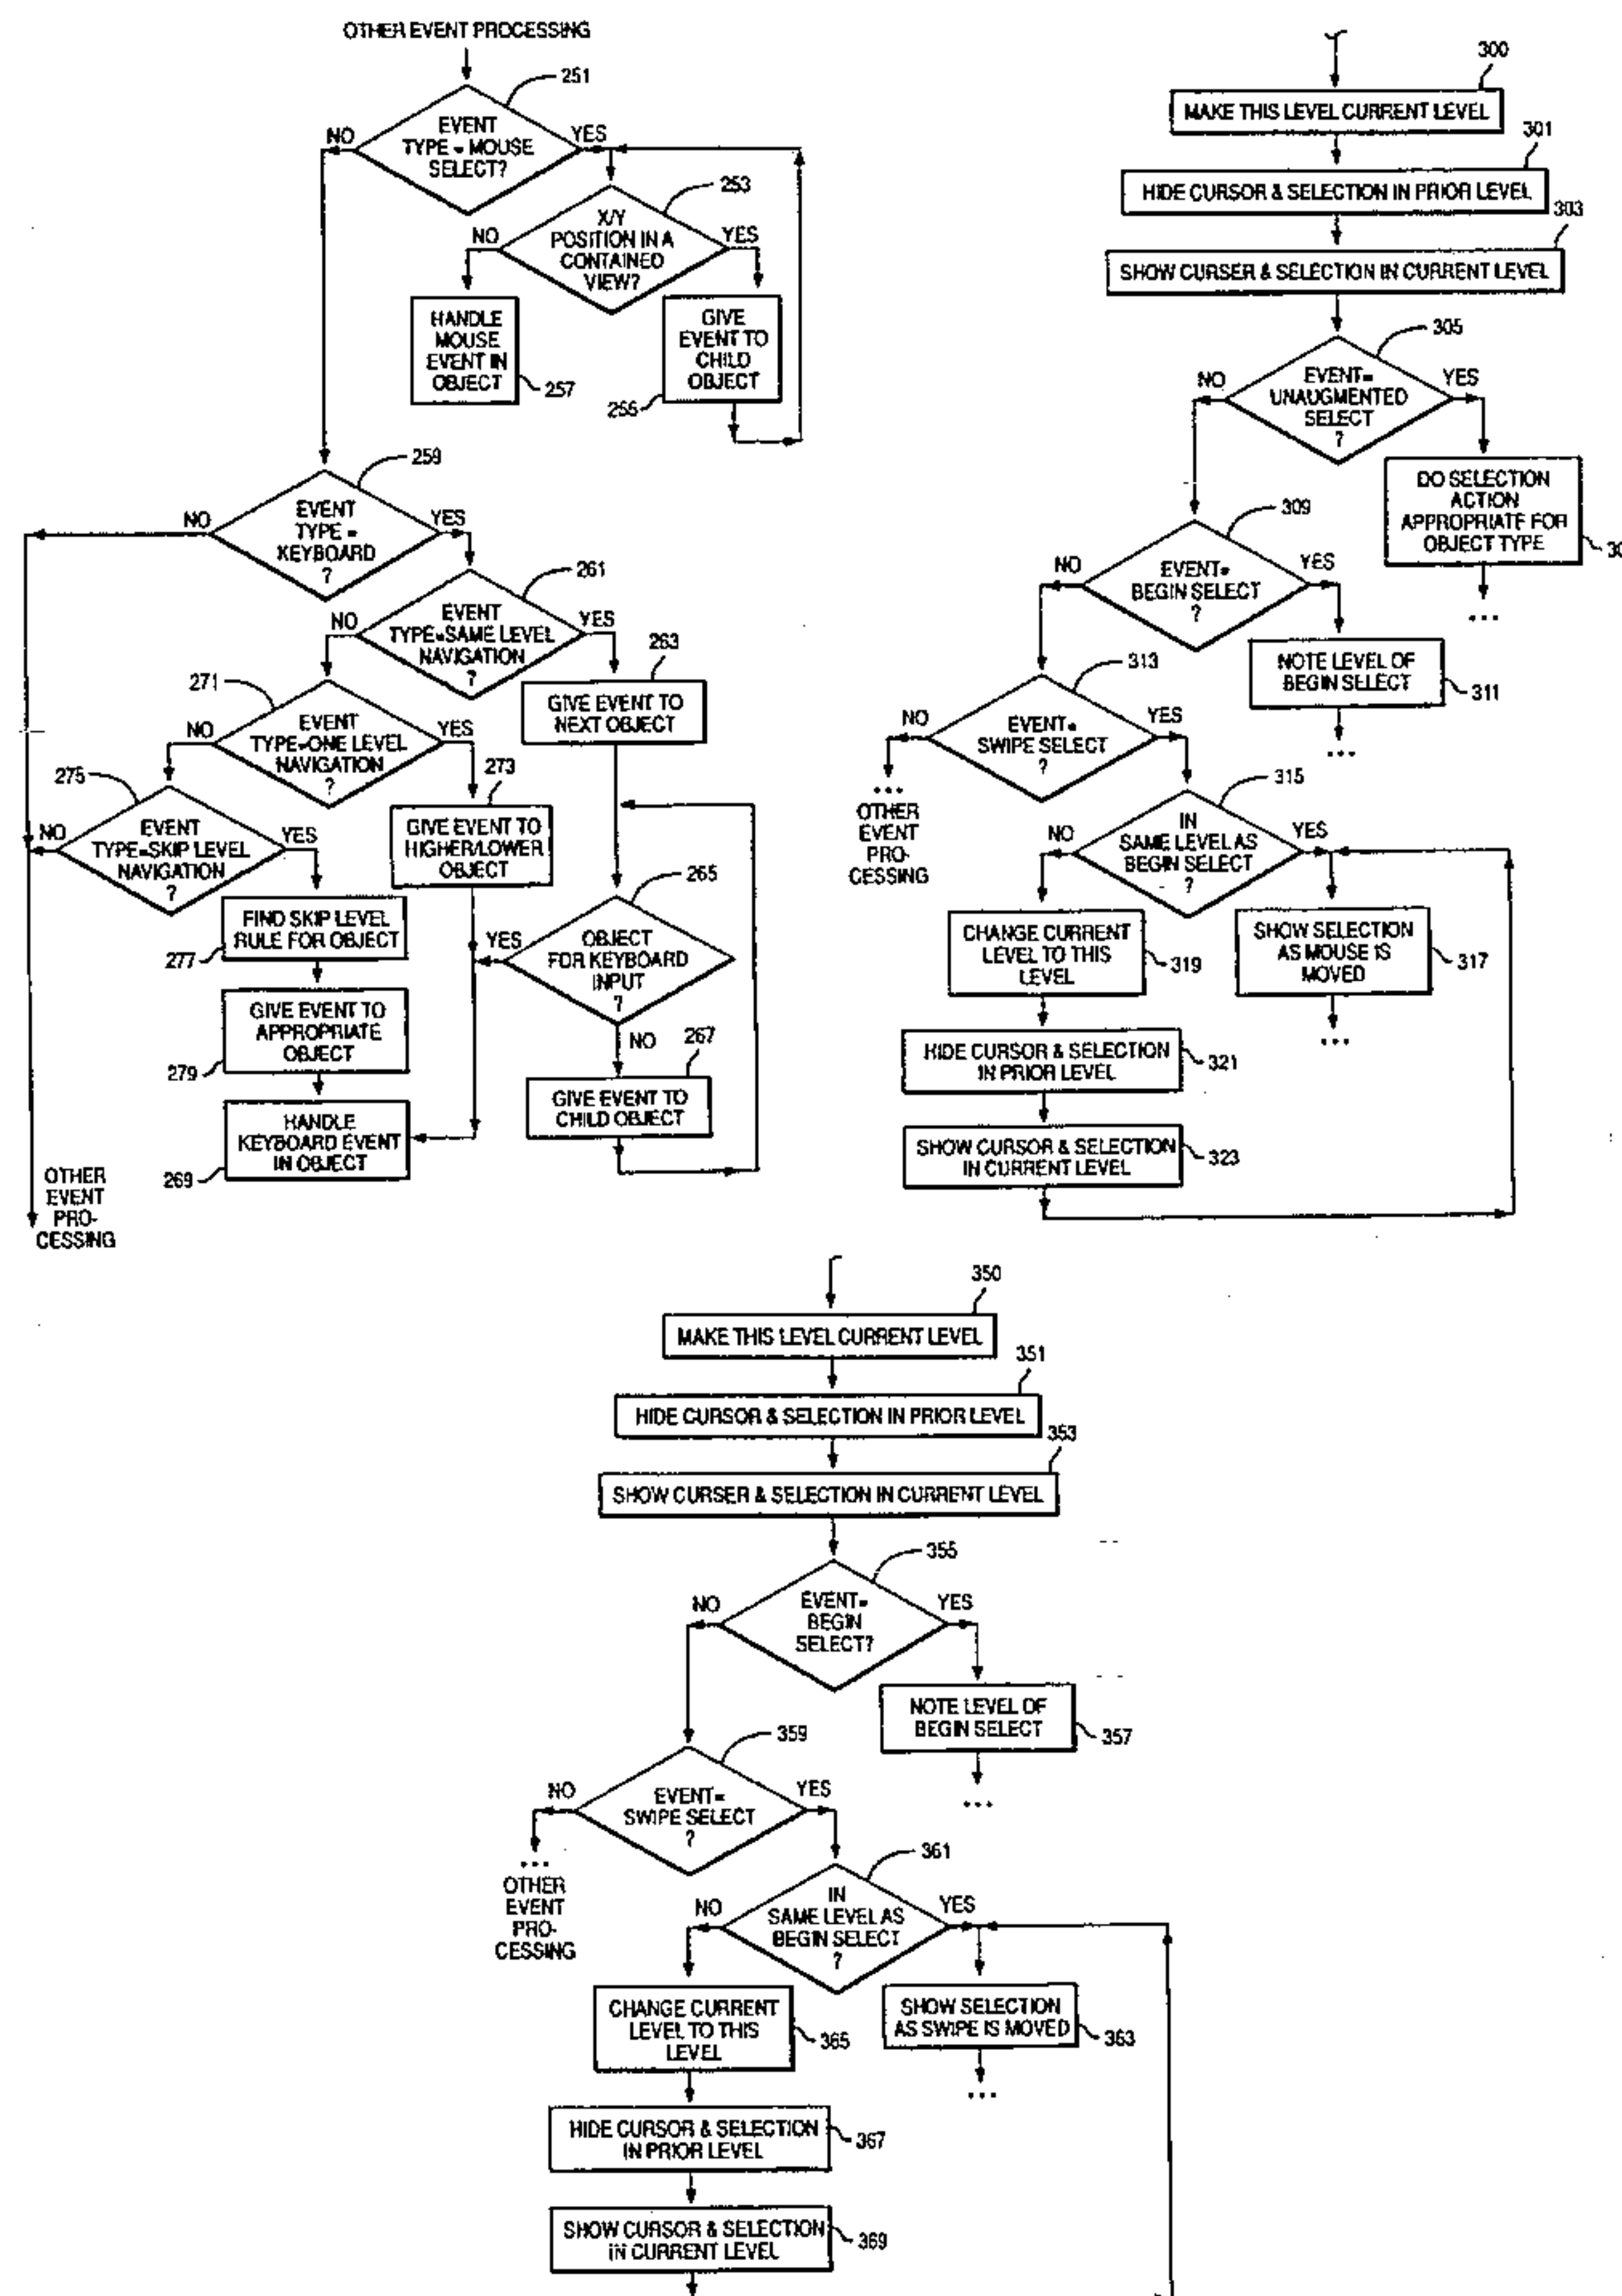 OTHER EVENT PROCESSING
251
EVENT
TYPE = MOUSE
SELECT?
NO
YES
253
X/Y
POSITION IN A
CONTAINED
VIEW?
NO
YES
HANDLE
MOUSE
EVENT IN
OBJECT
257
GIVE
EVENT TO
CHILD
OBJECT
255
259
EVENT
TYPE =
KEYBOARD
?
NO
YES
261
EVENT
TYPE=SAME LEVEL
NAVIGATION
?
NO
YES
263
GIVE EVENT TO
NEXT OBJECT
271
EVENT
TYPE=ONE LEVEL
NAVIGATION
?
NO
YES
273
GIVE EVENT TO
HIGHER/LOWER
OBJECT
275
EVENT
TYPE=SKIP LEVEL
NAVIGATION
?
NO
YES
265
OBJECT
FOR KEYBOARD
INPUT
?
YES
NO
FIND SKIP LEVEL
RULE FOR OBJECT
277
GIVE EVENT TO
APPROPRIATE
OBJECT
279
267
GIVE EVENT TO
CHILD OBJECT
HANDLE
KEYBOARD EVENT
IN OBJECT
269
OTHER
EVENT
PRO-
CESSING
300
MAKE THIS LEVEL CURRENT LEVEL
301
HIDE CURSOR & SELECTION IN PRIOR LEVEL
303
SHOW CURSER & SELECTION IN CURRENT LEVEL
305
EVENT=
UNAUGMENTED
SELECT
?
NO
YES
DO SELECTION
ACTION
APPROPRIATE FOR
OBJECT TYPE
309
EVENT=
BEGIN SELECT
?
NO
YES
...
NOTE LEVEL OF
BEGIN SELECT
311
...
313
EVENT=
SWIPE SELECT
?
NO
YES
...
OTHER
EVENT
PRO-
CESSING
315
IN
SAME LEVEL AS
BEGIN SELECT
?
NO
YES
CHANGE CURRENT
LEVEL TO THIS
LEVEL
319
SHOW SELECTION
AS MOUSE IS
MOVED
317
...
HIDE CURSOR & SELECTION
IN PRIOR LEVEL
321
SHOW CURSOR & SELECTION
IN CURRENT LEVEL
323
350
MAKE THIS LEVEL CURRENT LEVEL
351
HIDE CURSOR & SELECTION IN PRIOR LEVEL
353
SHOW CURSER & SELECTION IN CURRENT LEVEL
355
EVENT=
BEGIN
SELECT?
NO
YES
NOTE LEVEL OF
BEGIN SELECT
357
...
359
EVENT=
SWIPE SELECT
?
NO
YES
...
OTHER
EVENT
PRO-
CESSING
361
IN
SAME LEVEL AS
BEGIN SELECT
?
NO
YES
CHANGE CURRENT
LEVEL TO THIS
LEVEL
365
SHOW SELECTION
AS SWIPE IS MOVED
363
...
HIDE CURSOR & SELECTION
IN PRIOR LEVEL
367
SHOW CURSOR & SELECTION
IN CURRENT LEVEL
369